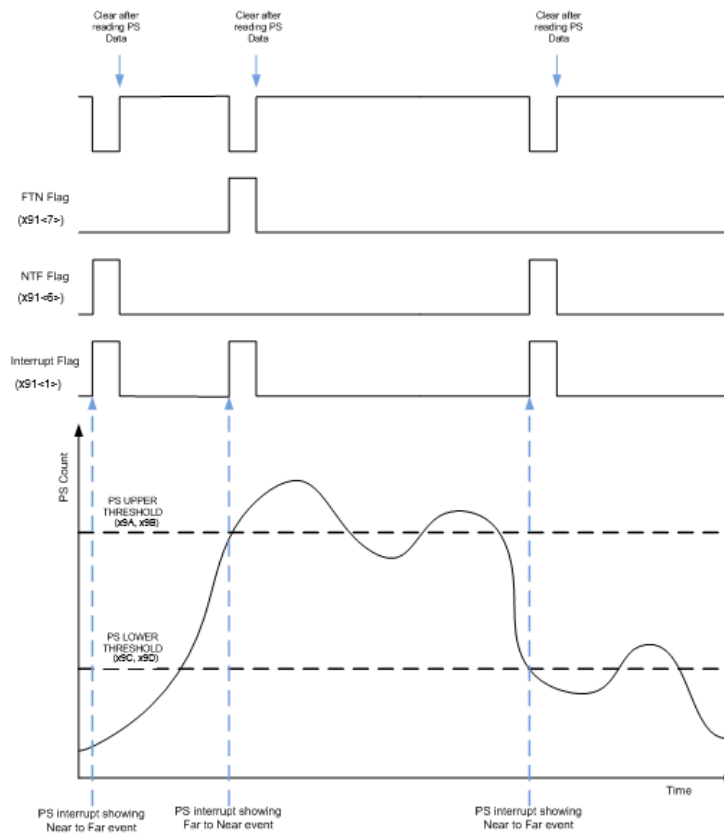 Clear after
reading PS
Data
Clear after
reading PS
Data
Clear after
reading PS
Data
FTN Flag
(x91<7>)
NTF Flag
(x91<6>)
Interrupt Flag
(x91<1>)
PS Count
PS UPPER
THRESHOLD
(x9A, x9B)
PS LOWER
THRESHOLD
(x9C, x9D)
Time
PS interrupt showing
Near to Far event
PS interrupt showing
Far to Near event
PS interrupt showing
Near to Far event